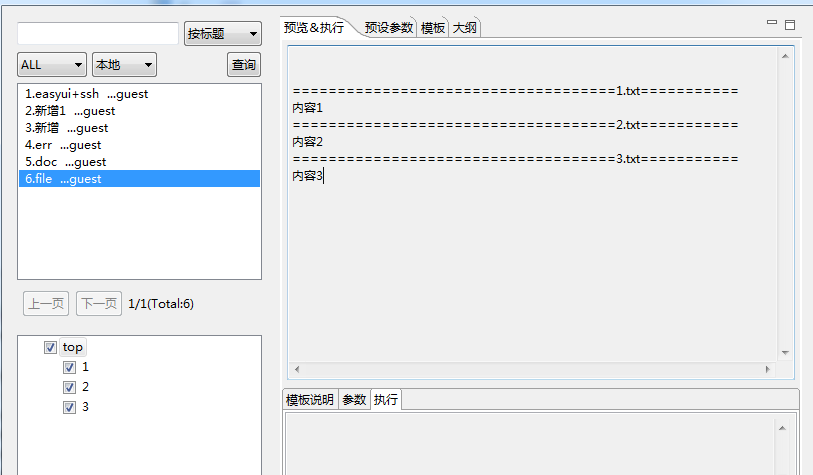 按标题
ALL
本地
查询
1.easyui+ssh ...guest
2.新增1 ...guest
3.新增 ...guest
4.err ...guest
5.doc ...guest
6.file ...guest
上一页 下一页 1/1(Total:6)
top
1
2
3
预览&执行 预设参数 模板 大纲
====================================1.txt===========
内容1
====================================2.txt===========
内容2
====================================3.txt===========
内容3
模板说明 参数 执行